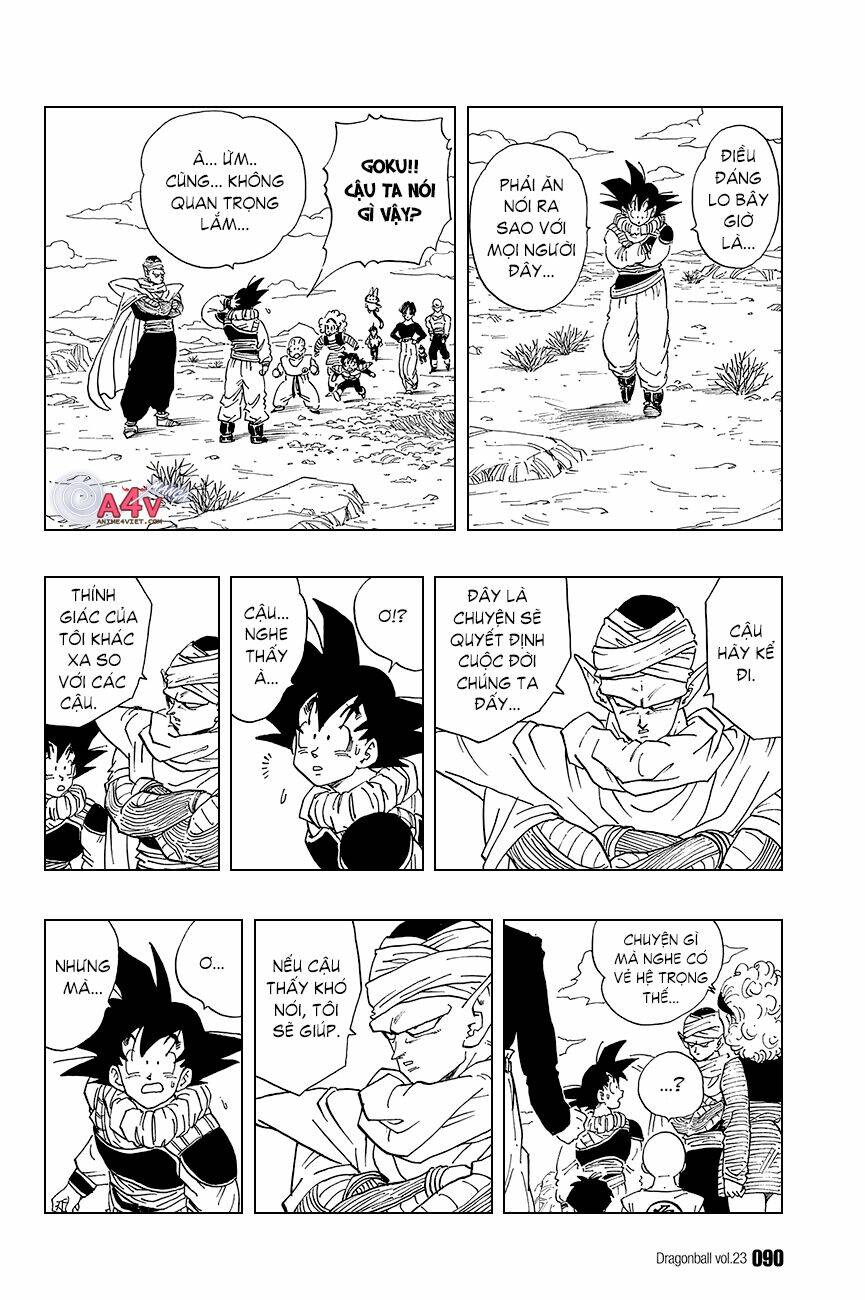 ĐIỀU
ĐÁNG
LO BÂY
GIỜ
LÀ...
PHẢI ĂN
NÓI RA
SAO VỚI
MỌI NGƯỜI
ĐÂY...
GOKU!!
CẬU TA NÓI
GÌ VẬY?
À... ỪM..
CŨNG... KHÔNG
QUAN TRỌNG
LẮM...
A4V
ANIME4VIET.COM
CẬU
HÃY KỂ
ĐI.
ĐÂY LÀ
CHUYỆN SẼ
QUYẾT ĐỊNH
CUỘC ĐỜI
CHÚNG TA
ĐẤY...
Ơ!?
CẬU...
NGHE
THẤY
À...
THÍNH
GIÁC CỦA
TÔI KHÁC
XA SO
VỚI CÁC
CẬU.
CHUYỆN GÌ
MÀ NGHE CÓ
VẺ HỆ TRỌNG
THẾ...
...?
NẾU CẬU
THẤY KHÓ
NÓI, TÔI
SẼ GIÚP.
Ơ...
NHƯNG
MÀ...
Dragonball vol.23 090